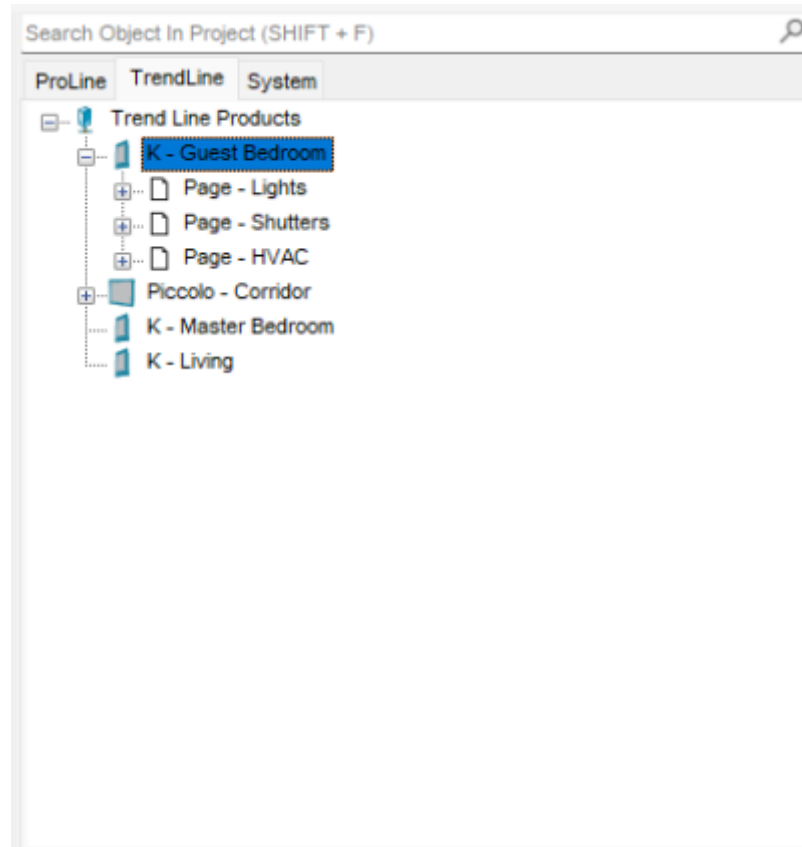 Search Object In Project (SHIFT + F)
ProLine TrendLine System
Trend Line Products
K - Guest Bedroom
Page - Lights
Page - Shutters
Page - HVAC
Piccolo - Corridor
K - Master Bedroom
K - Living